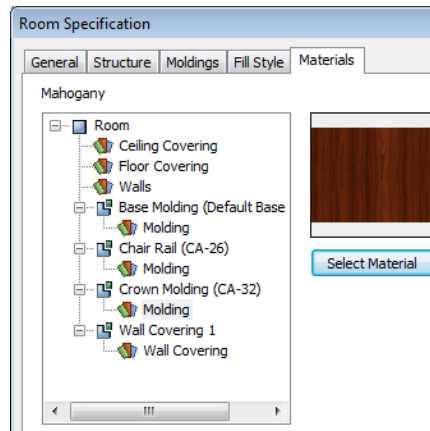 Room Specification
General Structure Moldings Fill Style Materials
Mahogany
Room
Ceiling Covering
Floor Covering
Walls
Base Molding (Default Base
Molding
Chair Rail (CA-26)
Molding
Select Material
Crown Molding (CA-32)
Molding
Wall Covering 1
Wall Covering